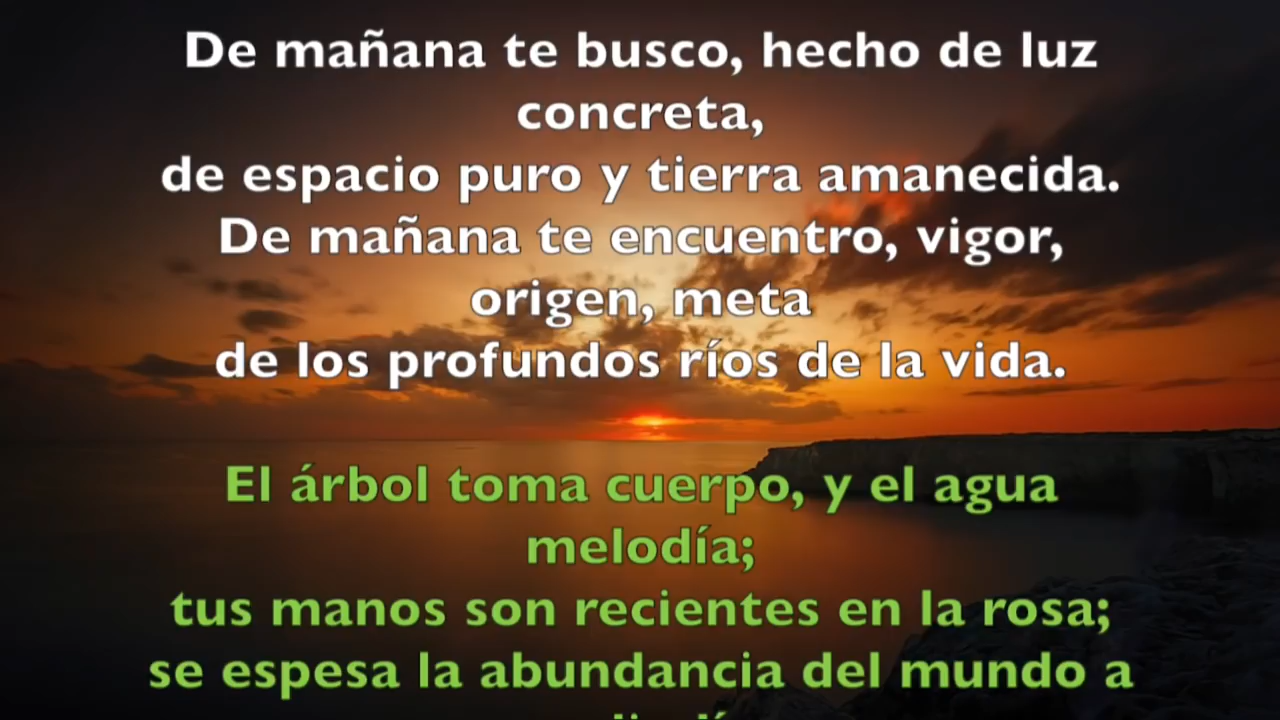 De mañana te busco, hecho de luz
concreta,
de espacio puro y tierra amanecida.
De mañana te encuentro, vigor,
origen, meta
de los profundos ríos de la vida.
El árbol toma cuerpo, y el agua
melodía;
tus manos son recientes en la rosa;
se espesa la abundancia del mundo a